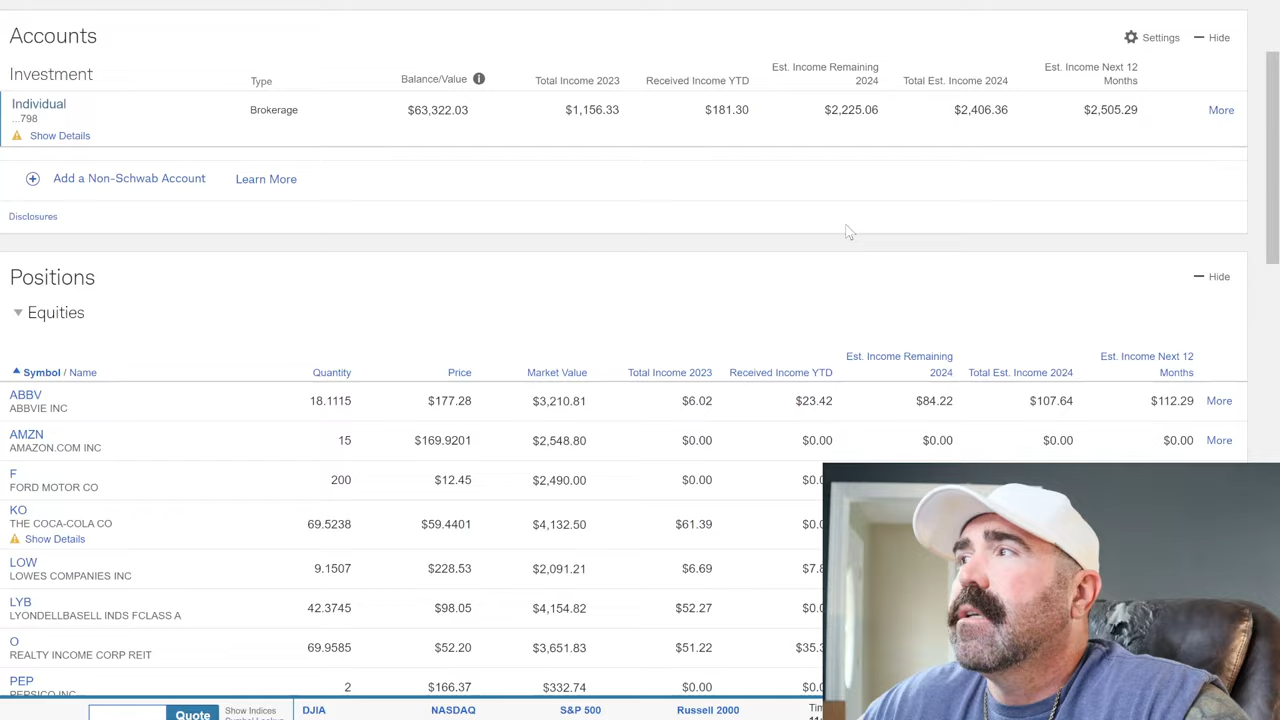 Accounts
Settings Hide
Investment Type Balance/Value Total Income 2023 Received Income YTD Est. Income Remaining 2024 Total Est. Income 2024 Est. Income Next 12 Months
Individual Brokerage $63,322.03 $1,156.33 $181.30 $2,225.06 $2,406.36 $2,505.29 More
...798
Show Details
Add a Non-Schwab Account Learn More
Disclosures
Positions
Hide
Equities
Symbol / Name Quantity Price Market Value Total Income 2023 Received Income YTD Est. Income Remaining 2024 Total Est. Income 2024 Est. Income Next 12 Months
ABBV 18.1115 $177.28 $3,210.81 $6.02 $23.42 $84.22 $107.64 $112.29 More
ABBVIE INC
AMZN 15 $169.9201 $2,548.80 $0.00 $0.00 $0.00 $0.00 $0.00 More
AMAZON.COM INC
F 200 $12.45 $2,490.00 $0.00 $0.
FORD MOTOR CO
KO 69.5238 $59.4401 $4,132.50 $61.39 $0.
THE COCA-COLA CO
Show Details
LOW 9.1507 $228.53 $2,091.21 $6.69 $7.
LOWES COMPANIES INC
LYB 42.3745 $98.05 $4,154.82 $52.27 $0.
LYONDELLBASELL INDS FCLASS A
O 69.9585 $52.20 $3,651.83 $51.22 $35.
REALTY INCOME CORP REIT
PEP 2 $166.37 $332.74 $0.00 $0.
PEPSICO INC
Quote Show Indices DJIA NASDAQ S&P 500 Russell 2000